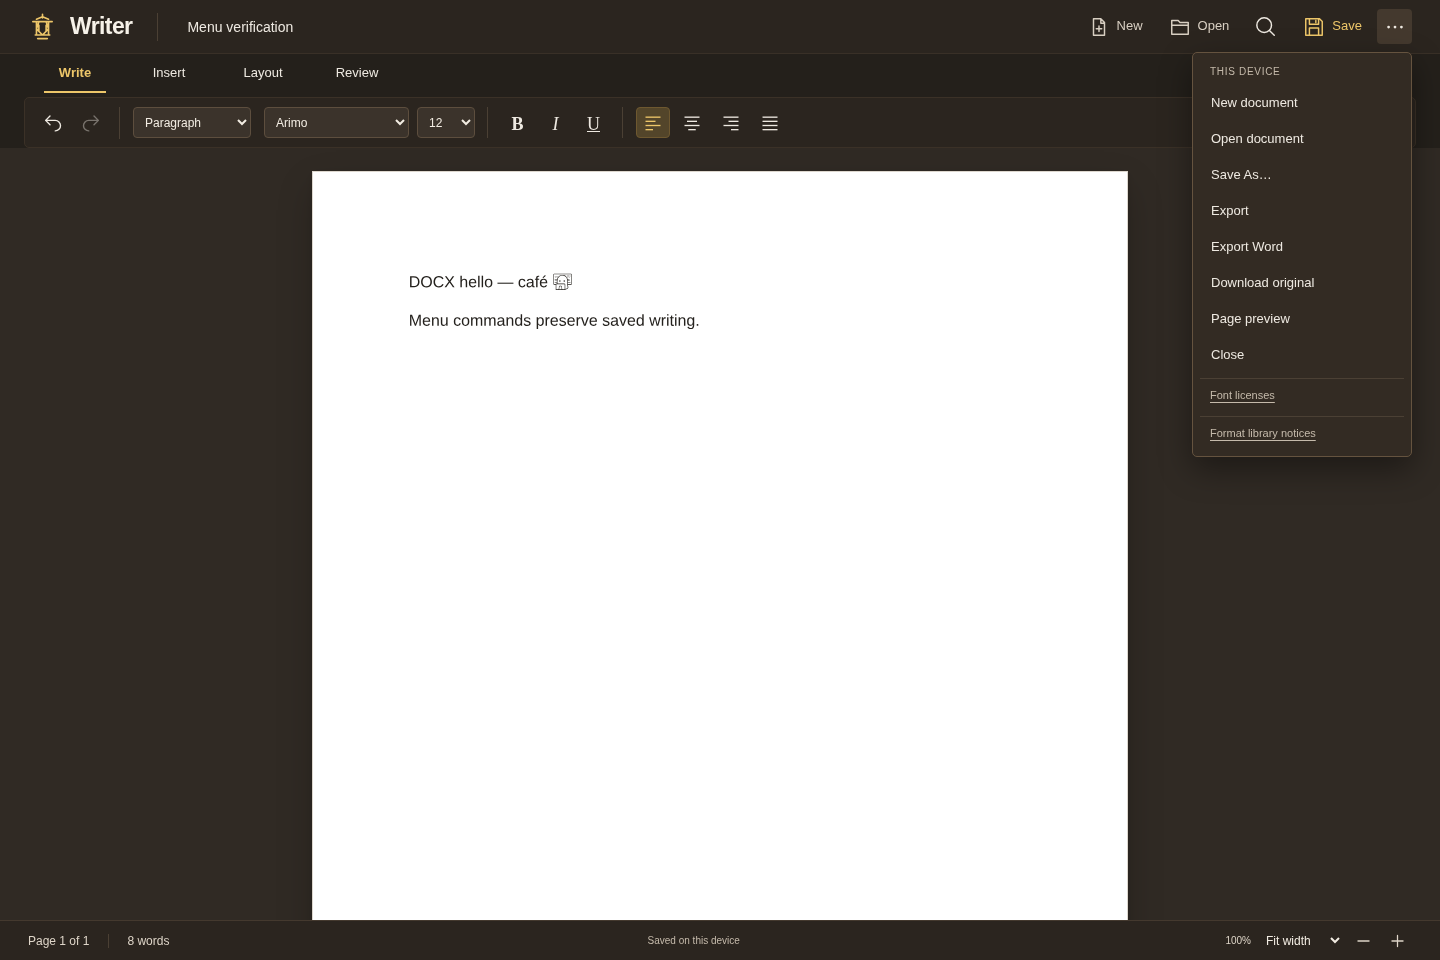 Writer
Menu verification
New
Open
Save
Write
Insert
Layout
Review
Paragraph
Arimo
12
B
I
U
THIS DEVICE
New document
Open document
Save As…
Export
Export Word
Download original
Page preview
Close
Font licenses
Format library notices
DOCX hello — café
Menu commands preserve saved writing.
Page 1 of 1
8 words
Saved on this device
100%
Fit width